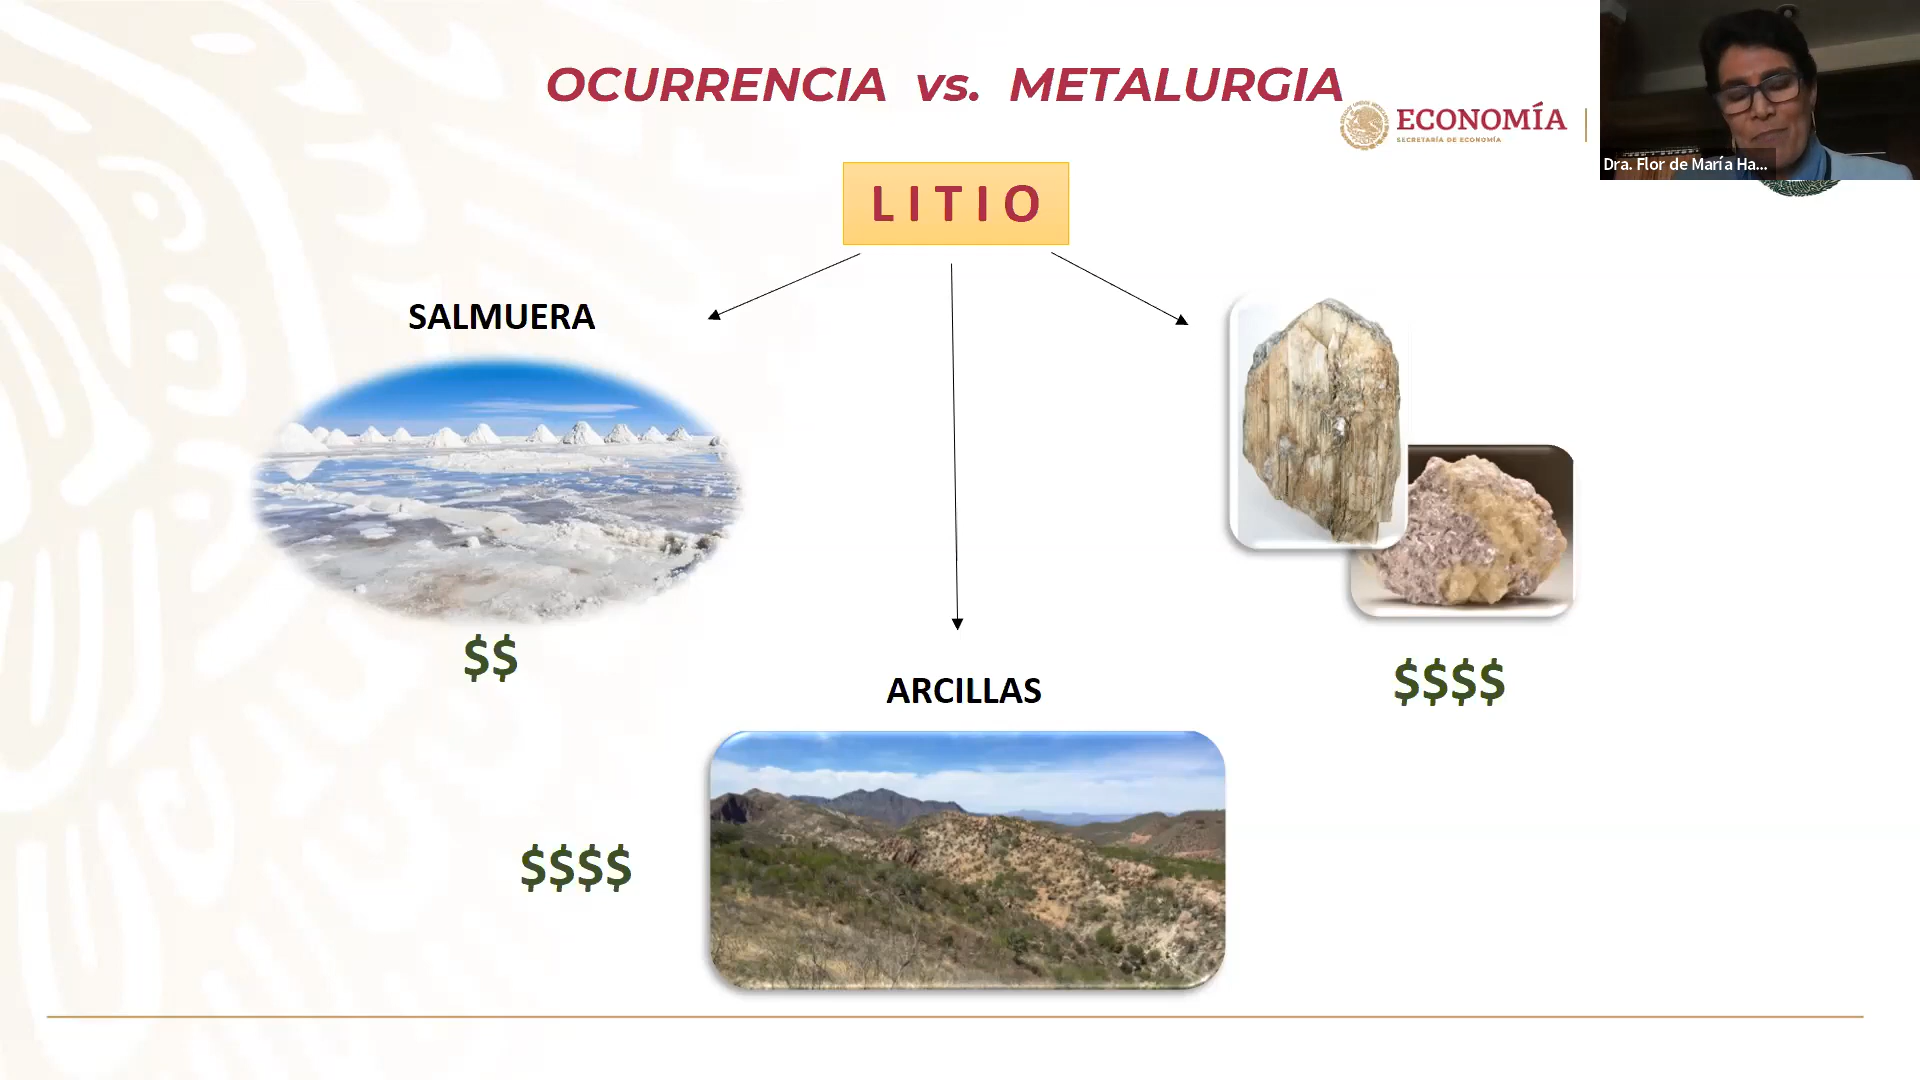 OCURRENCIA vs. METALURGIA
ECONOMÍA
SECRETARÍA DE ECONOMÍA
Dra. Flor de María Ha...
LITIO
SALMUERA
$$
$$$$
ARCILLAS
$$$$